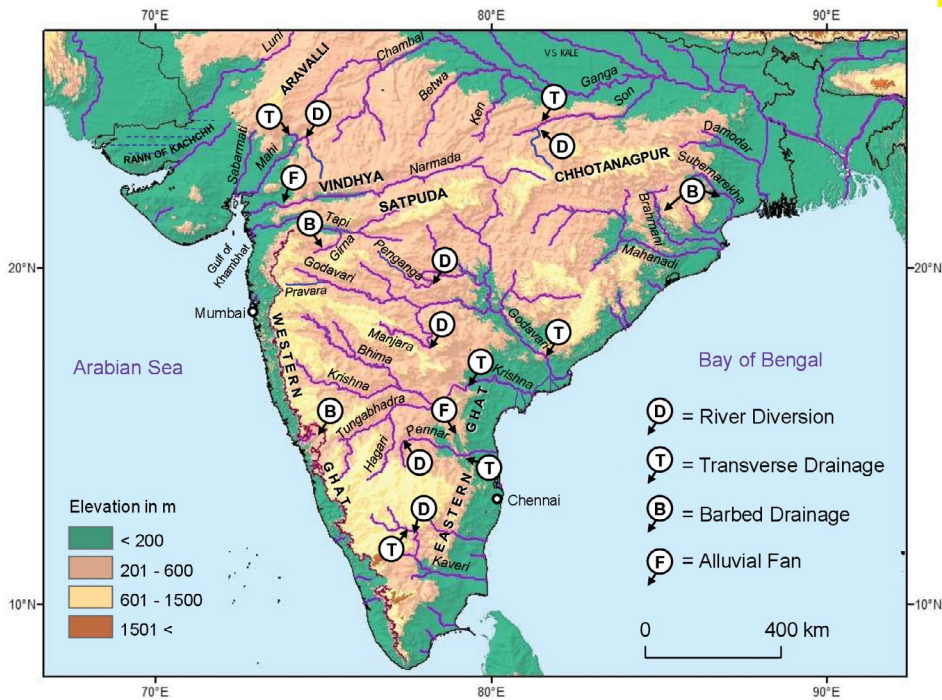 70°E 80°E 90°E
Luni
ARAVALLI
Chambal
V S KALE
Betwa
Ken
Ganga
Son
T
D
T
D
RANN OF KACHCHH
Sabarmati
Mahi
Damodar
Subernarekha
F
VINDHYA
Narmada
SATPUDA
CHHOTANAGPUR
B
Brahmani
B
Tapi
Girna
Gulf of
Khambhat
Penganga
D
Mahanadi
20°N 20°N
Godavari
Pravara
Mumbai
Godavari
D
T
Manjara
WESTERN
Bhima
T
Arabian Sea
Bay of Bengal
Krishna
Krishna
B
Tungabhadra
F
GHAT
Pennar
Hagari
D
T
GHAT
EASTERN
Chennai
D
T
Kaveri
D = River Diversion
T = Transverse Drainage
B = Barbed Drainage
F = Alluvial Fan
Elevation in m
< 200
201 - 600
601 - 1500
1501 <
10°N 10°N
0 400 km
70°E 80°E 90°E